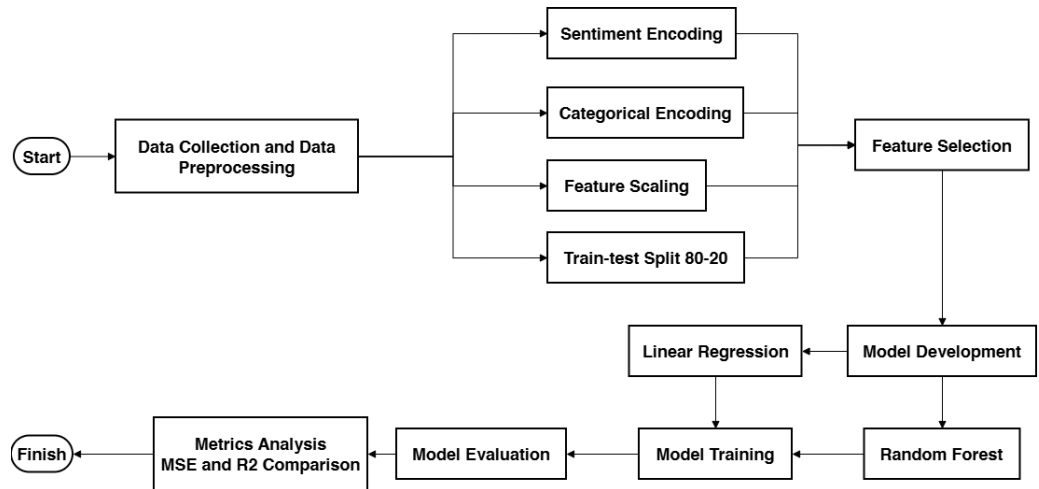 Start
Data Collection and Data
Preprocessing
Sentiment Encoding
Categorical Encoding
Feature Scaling
Train-test Split 80-20
Feature Selection
Model Development
Linear Regression
Random Forest
Model Training
Model Evaluation
Metrics Analysis
MSE and R2 Comparison
Finish